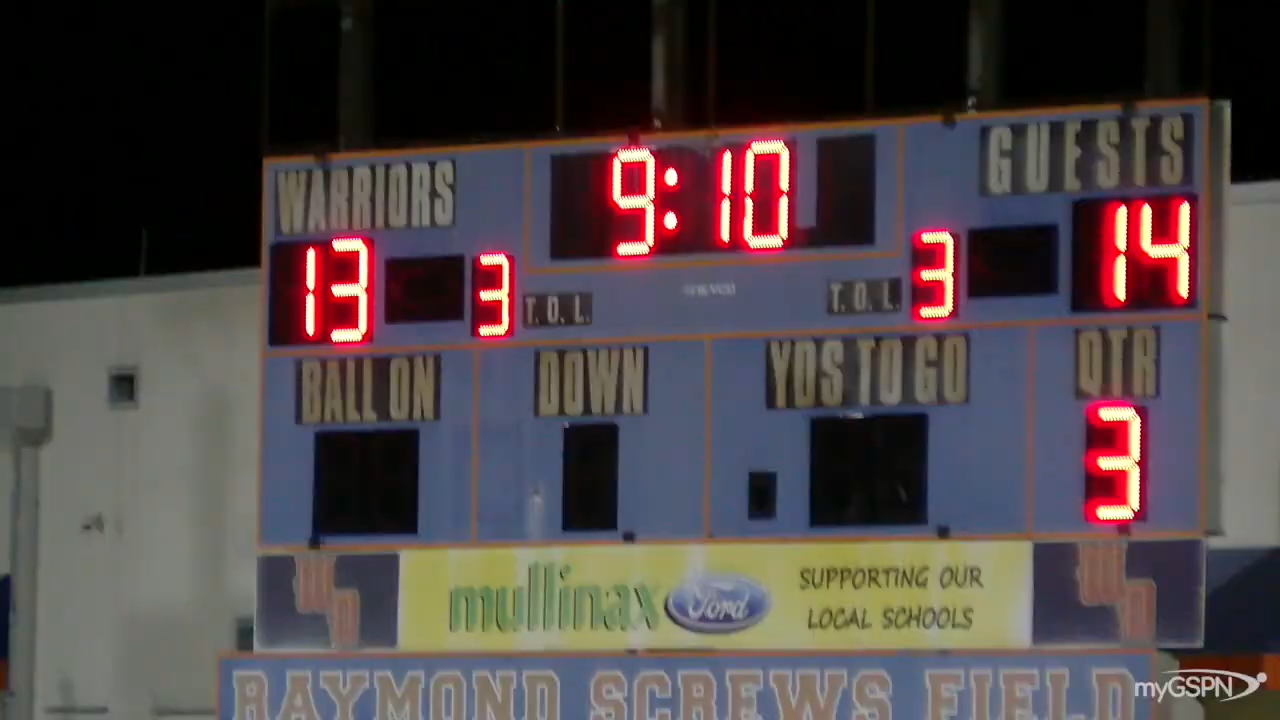 WARRIORS 9:10 GUESTS
13 3 T.O.L. T.O.L. 3 14
BALL ON DOWN YDS TO GO QTR
3
mullinax Ford SUPPORTING OUR
LOCAL SCHOOLS
RAYMOND SCREWS FIELD
myGSPN